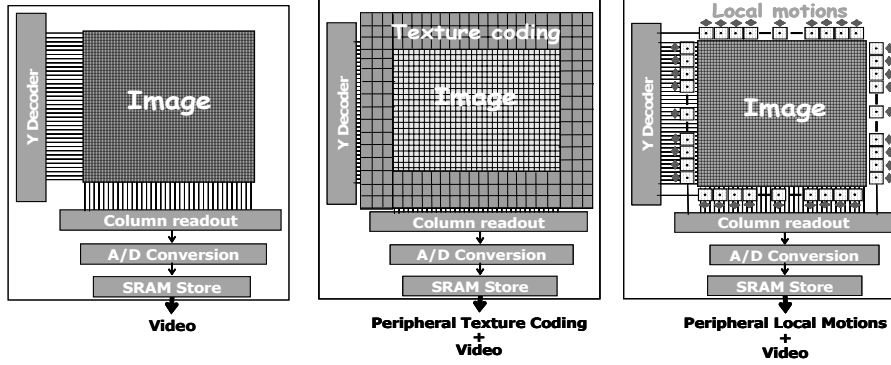 Y Decoder
Image
Column readout
A/D Conversion
SRAM Store
Video
Texture coding
Y Decoder
Image
Column readout
A/D Conversion
SRAM Store
Peripheral Texture Coding
+
Video
Local motions
Y Decoder
Image
Column readout
A/D Conversion
SRAM Store
Peripheral Local Motions
+
Video